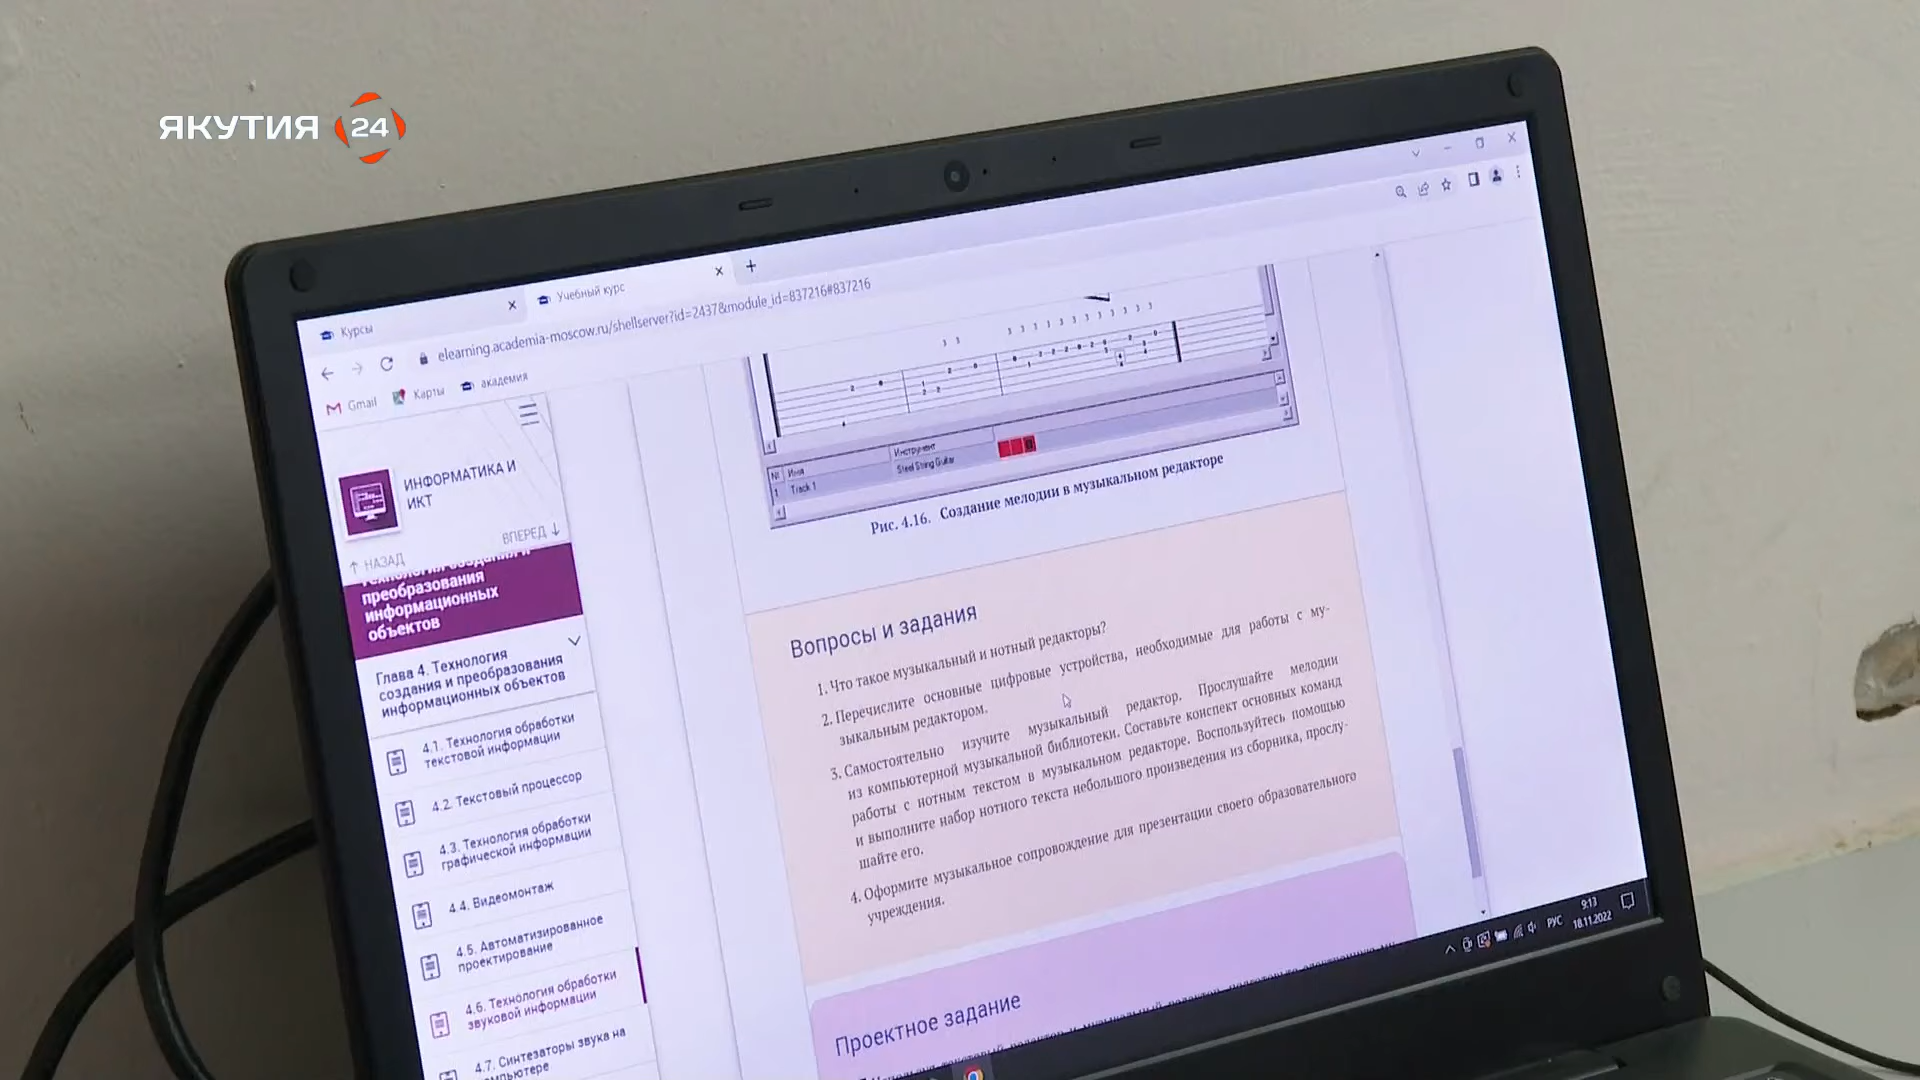 ЯКУТИЯ 24
Курсы
Учебный курс
elearning.academia-moscow.ru/shellserver?id=2437&module_id=837216#837216
Gmail
Карты
академия
ИНФОРМАТИКА И
ИКТ
НАЗАД
ВПЕРЕД
преобразования
информационных
объектов
Глава 4. Технология
создания и преобразования
информационных объектов
4.1. Технология обработки
текстовой информации
4.2. Текстовый процессор
4.3. Технология обработки
графической информации
4.4. Видеомонтаж
4.5. Автоматизированное
проектирование
4.6. Технология обработки
звуковой информации
4.7. Синтезаторы звука на
компьютере
№ Имя
Инструмент
1 Track 1
Steel String Guitar
Рис. 4.16. Создание мелодии в музыкальном редакторе
Вопросы и задания
1. Что такое музыкальный и нотный редакторы?
2. Перечислите основные цифровые устройства, необходимые для работы с му-
зыкальным редактором.
3. Самостоятельно изучите музыкальный редактор. Прослушайте мелодии
из компьютерной музыкальной библиотеки. Составьте конспект основных команд
работы с нотным текстом в музыкальном редакторе. Воспользуйтесь помощью
и выполните набор нотного текста небольшого произведения из сборника, прослу-
шайте его.
4. Оформите музыкальное сопровождение для презентации своего образовательного
учреждения.
Проектное задание
РУС
9:13
18.11.2022